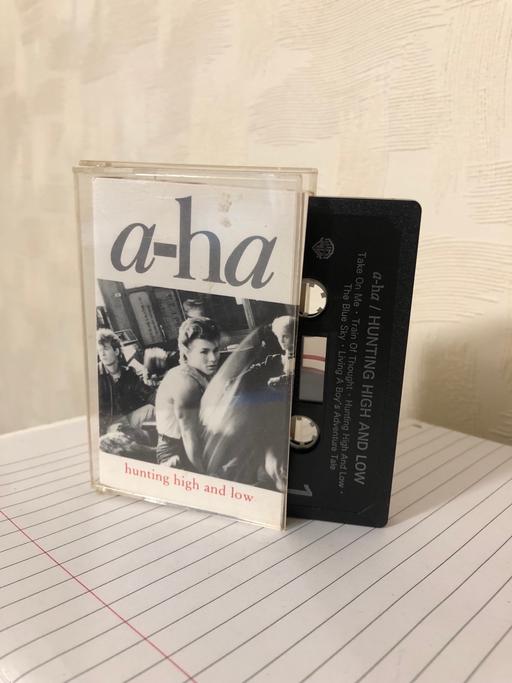 a-ha
hunting high and low
a-ha / HUNTING HIGH AND LOW
Take On Me · Train Of Thought · Hunting High And Low ·
The Blue Sky · Living A Boy's Adventure Tale
1